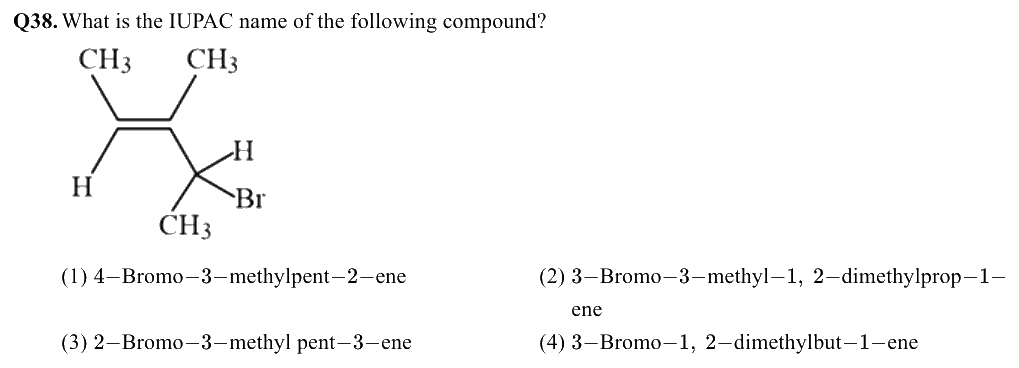 Q38. What is the IUPAC name of the following compound?
CH3 CH3
H
H
Br
CH3
(1) 4−Bromo−3−methylpent−2−ene (2) 3−Bromo−3−methyl−1, 2−dimethylprop−1−
ene
(3) 2−Bromo−3−methyl pent−3−ene (4) 3−Bromo−1, 2−dimethylbut−1−ene